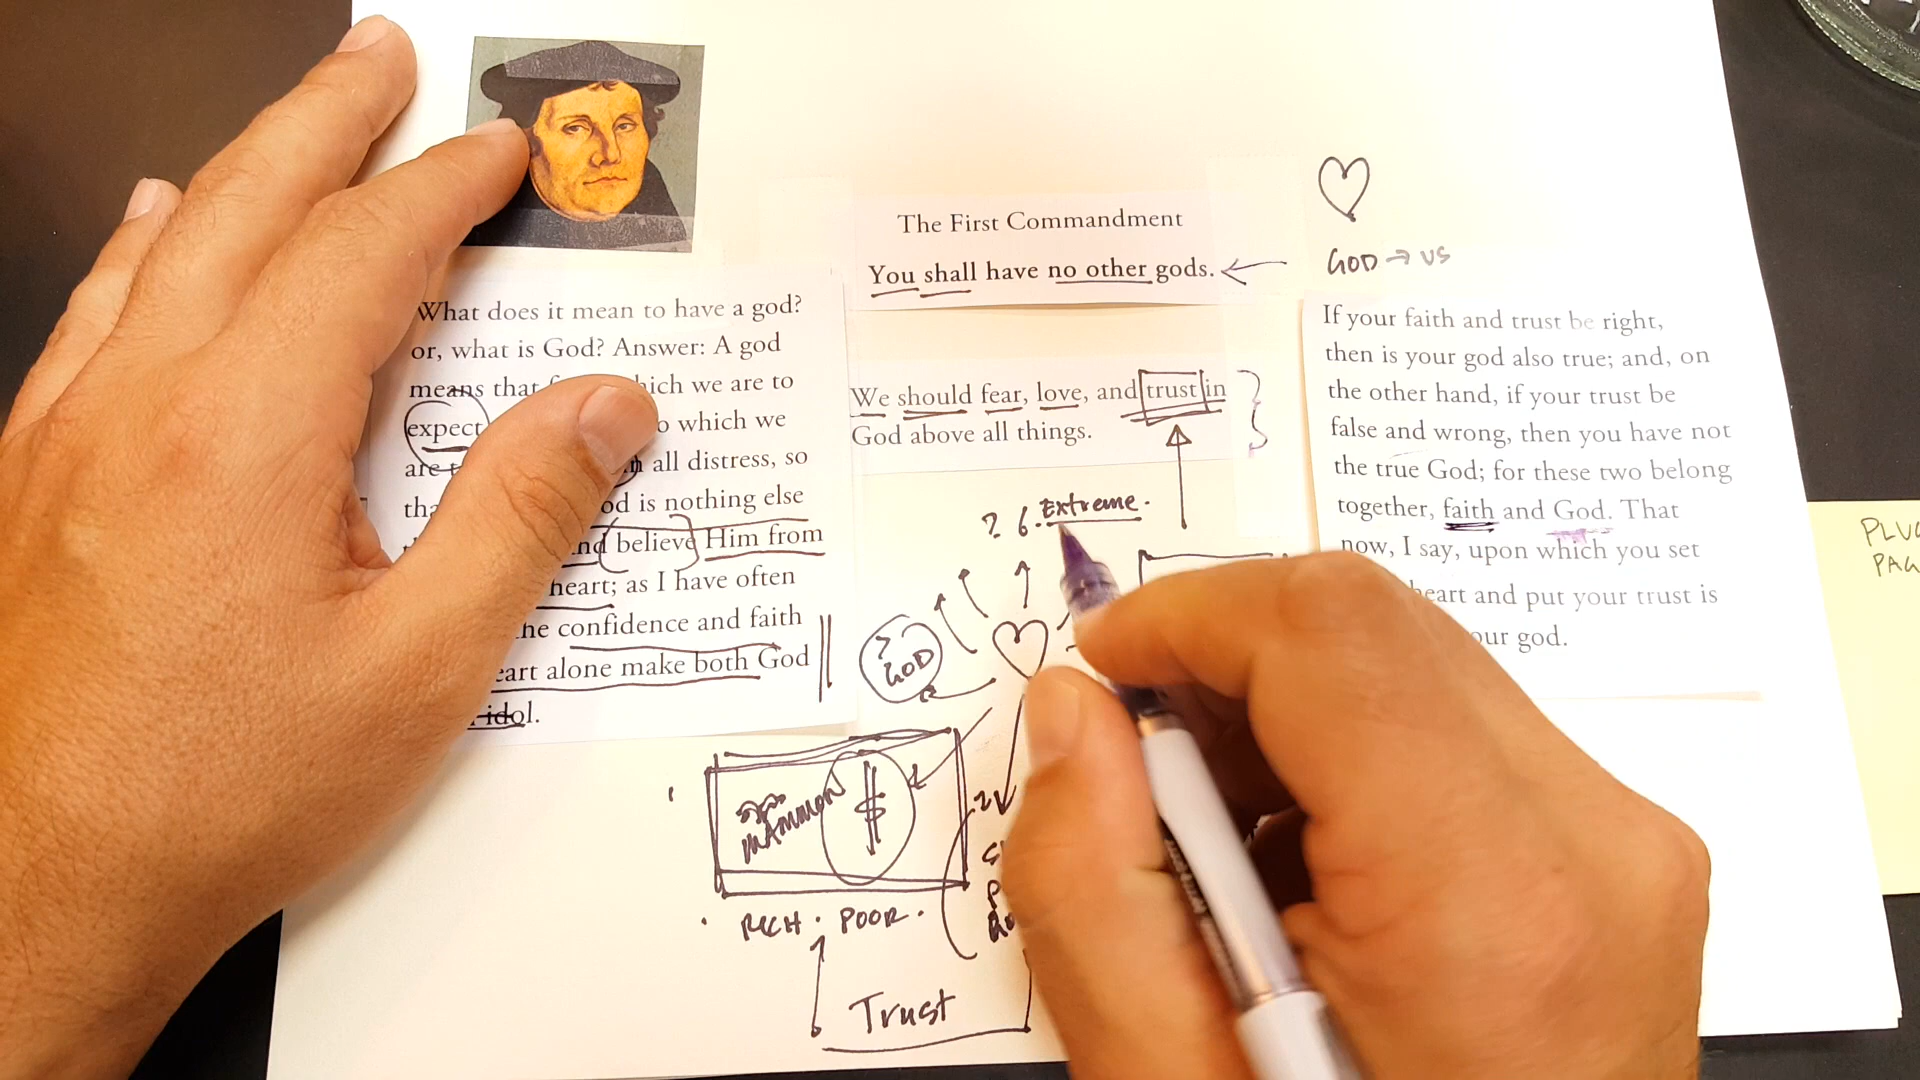 The First Commandment
You shall have no other gods.
GOD → US
What does it mean to have a god?
or, what is God? Answer: A god
means that which we are to
expect which we
are all distress, so
is nothing else
believe Him from
heart; as I have often
confidence and faith
alone make both God
idol.
We should fear, love, and trust in
God above all things.
? 6. Extreme.
? GOD
MAMMON $
RICH · POOR ·
Trust
If your faith and trust be right,
then is your god also true; and, on
the other hand, if your trust be
false and wrong, then you have not
the true God; for these two belong
together, faith and God. That
now, I say, upon which you set
and put your trust is
god.